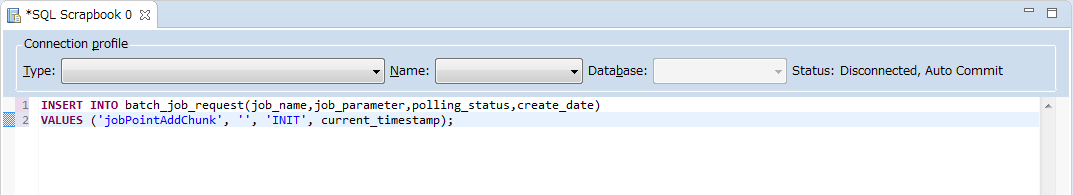 *SQL Scrapbook 0
Connection profile
Type: Name: Database: Status: Disconnected, Auto Commit
1 INSERT INTO batch_job_request(job_name,job_parameter,polling_status,create_date)
2 VALUES ('jobPointAddChunk', '', 'INIT', current_timestamp);